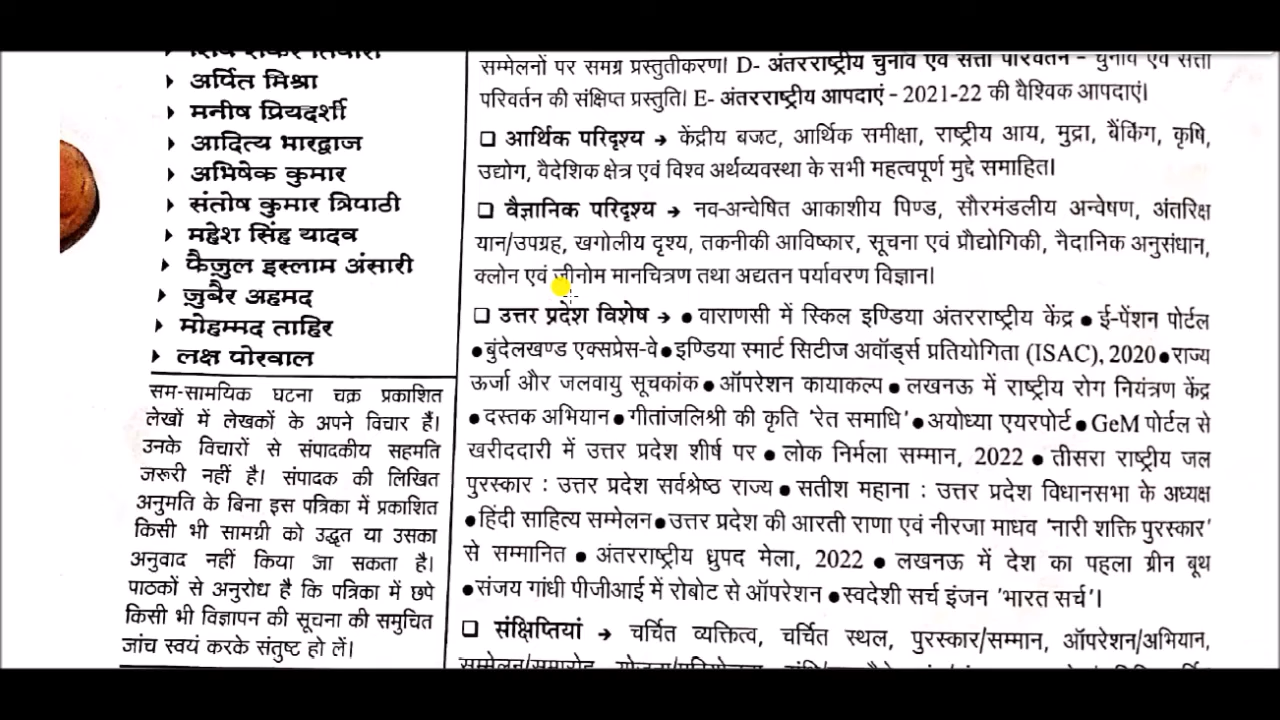 अर्पित मिश्रा
मनीष प्रियदर्शी
आदित्य भारद्वाज
अभिषेक कुमार
संतोष कुमार त्रिपाठी
महेश सिंह यादव
फैज़ुल इस्लाम अंसारी
ज़ुबैर अहमद
मोहम्मद ताहिर
लक्ष पोरवाल
सम-सामयिक घटना चक्र प्रकाशित
लेखों में लेखकों के अपने विचार हैं।
उनके विचारों से संपादकीय सहमति
ज़रूरी नहीं है। संपादक की लिखित
अनुमति के बिना इस पत्रिका में प्रकाशित
किसी भी सामग्री को उद्धृत या उसका
अनुवाद नहीं किया जा सकता है।
पाठकों से अनुरोध है कि पत्रिका में छपे
किसी भी विज्ञापन की सूचना की समुचित
जांच स्वयं करके संतुष्ट हो लें।
सम्मेलनों पर समग्र प्रस्तुतीकरण। D- अंतरराष्ट्रीय चुनाव एवं सत्ता परिवर्तन - चुनाव एवं सत्ता
परिवर्तन की संक्षिप्त प्रस्तुति। E- अंतरराष्ट्रीय आपदाएं - 2021-22 की वैश्विक आपदाएं।
❑ आर्थिक परिदृश्य → केंद्रीय बजट, आर्थिक समीक्षा, राष्ट्रीय आय, मुद्रा, बैंकिंग, कृषि,
उद्योग, वैदेशिक क्षेत्र एवं विश्व अर्थव्यवस्था के सभी महत्वपूर्ण मुद्दे समाहित।
❑ वैज्ञानिक परिदृश्य → नव-अन्वेषित आकाशीय पिण्ड, सौरमंडलीय अन्वेषण, अंतरिक्ष
यान/उपग्रह, खगोलीय दृश्य, तकनीकी आविष्कार, सूचना एवं प्रौद्योगिकी, नैदानिक अनुसंधान,
क्लोन एवं जीनोम मानचित्रण तथा अद्यतन पर्यावरण विज्ञान।
❑ उत्तर प्रदेश विशेष → ● वाराणसी में स्किल इण्डिया अंतरराष्ट्रीय केंद्र ● ई-पेंशन पोर्टल
●बुंदेलखण्ड एक्सप्रेस-वे●इण्डिया स्मार्ट सिटीज अवॉर्ड्स प्रतियोगिता (ISAC), 2020●राज्य
ऊर्जा और जलवायु सूचकांक● ऑपरेशन कायाकल्प ● लखनऊ में राष्ट्रीय रोग नियंत्रण केंद्र
●दस्तक अभियान● गीतांजलिश्री की कृति 'रेत समाधि'● अयोध्या एयरपोर्ट● GeM पोर्टल से
खरीददारी में उत्तर प्रदेश शीर्ष पर ● लोक निर्मला सम्मान, 2022 ● तीसरा राष्ट्रीय जल
पुरस्कार : उत्तर प्रदेश सर्वश्रेष्ठ राज्य ● सतीश महाना : उत्तर प्रदेश विधानसभा के अध्यक्ष
●हिंदी साहित्य सम्मेलन●उत्तर प्रदेश की आरती राणा एवं नीरजा माधव 'नारी शक्ति पुरस्कार'
से सम्मानित ● अंतरराष्ट्रीय ध्रुपद मेला, 2022 ● लखनऊ में देश का पहला ग्रीन बूथ
●संजय गांधी पीजीआई में रोबोट से ऑपरेशन ●स्वदेशी सर्च इंजन 'भारत सर्च'।
❑ संक्षिप्तियां → चर्चित व्यक्तित्व, चर्चित स्थल, पुरस्कार/सम्मान, ऑपरेशन/अभियान,